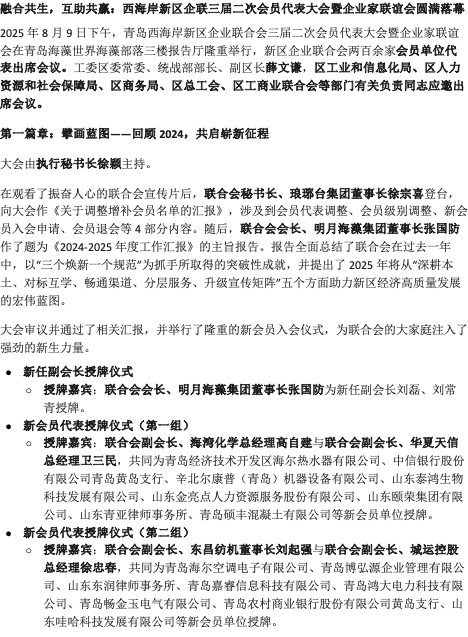 融合共生，互助共赢：西海岸新区企联三届二次会员代表大会暨企业家联谊会圆满落幕
2025 年 8 月 9 日下午，青岛西海岸新区企业联合会三届二次会员代表大会暨企业家联谊
会在青岛海藻世界海藻部落三楼报告厅隆重举行，新区企业联合会两百余家会员单位代
表出席会议。工委区委常委、统战部部长、副区长薛文谦，区工业和信息化局、区人力
资源和社会保障局、区商务局、区总工会、区工商业联合会等部门有关负责同志应邀出
席会议。
第一篇章：擘画蓝图——回顾 2024，共启崭新征程
大会由执行秘书长徐颖主持。
在观看了振奋人心的联合会宣传片后，联合会秘书长、琅琊台集团董事长徐宗喜登台，
向大会作《关于调整增补会员名单的汇报》，涉及到会员代表调整、会员级别调整、新会
员入会申请、会员退会等 4 部分内容。随后，联合会会长、明月海藻集团董事长张国防
作了题为《2024-2025 年度工作汇报》的主旨报告。报告全面总结了联合会在过去一年
中，以“三个焕新一个规范”为抓手所取得的突破性成就，并提出了 2025 年将从“深耕本
土、对标互学、畅通渠道、分层服务、升级宣传矩阵”五个方面助力新区经济高质量发展
的宏伟蓝图。
大会审议并通过了相关汇报，并举行了隆重的新会员入会仪式，为联合会的大家庭注入了
强劲的新生力量。
● 新任副会长授牌仪式
○ 授牌嘉宾：联合会会长、明月海藻集团董事长张国防为新任副会长刘磊、刘常
青授牌。
● 新会员代表授牌仪式（第一组）
○ 授牌嘉宾：联合会副会长、海湾化学总经理高自建与联合会副会长、华夏天信
总经理卫三民，共同为青岛经济技术开发区海尔热水器有限公司、中信银行股份
有限公司青岛黄岛支行、辛北尔康普（青岛）机器设备有限公司、山东泰鸿生物
科技发展有限公司、山东金亮点人力资源服务股份有限公司、山东颐荣集团有限
公司、山东青亚律师事务所、青岛硕丰混凝土有限公司等新会员单位授牌。
● 新会员代表授牌仪式（第二组）
○ 授牌嘉宾：联合会副会长、东昌纺机董事长刘起强与联合会副会长、城运控股
总经理徐忠春，共同为青岛海尔空调电子有限公司、青岛博弘源企业管理有限公
司、山东东润律师事务所、青岛嘉睿信息科技有限公司、青岛鸿大电力科技有限
公司、青岛畅金玉电气有限公司、青岛农村商业银行股份有限公司黄岛支行、山
东哇哈科技发展有限公司等新会员单位授牌。